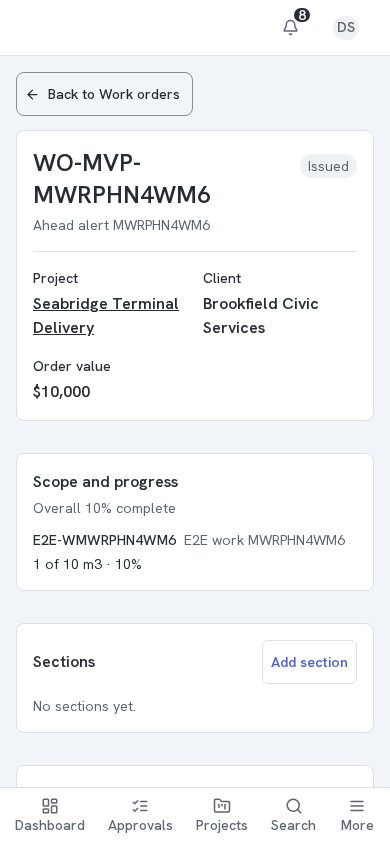 8
DS
Back to Work orders
WO-MVP-
MWRPHN4WM6
Issued
Ahead alert MWRPHN4WM6
Project
Client
Seabridge Terminal
Delivery
Brookfield Civic
Services
Order value
$10,000
Scope and progress
Overall 10% complete
E2E-WMWRPHN4WM6 E2E work MWRPHN4WM6
1 of 10 m3 · 10%
Sections
Add section
No sections yet.
Dashboard
Approvals
Projects
Search
More